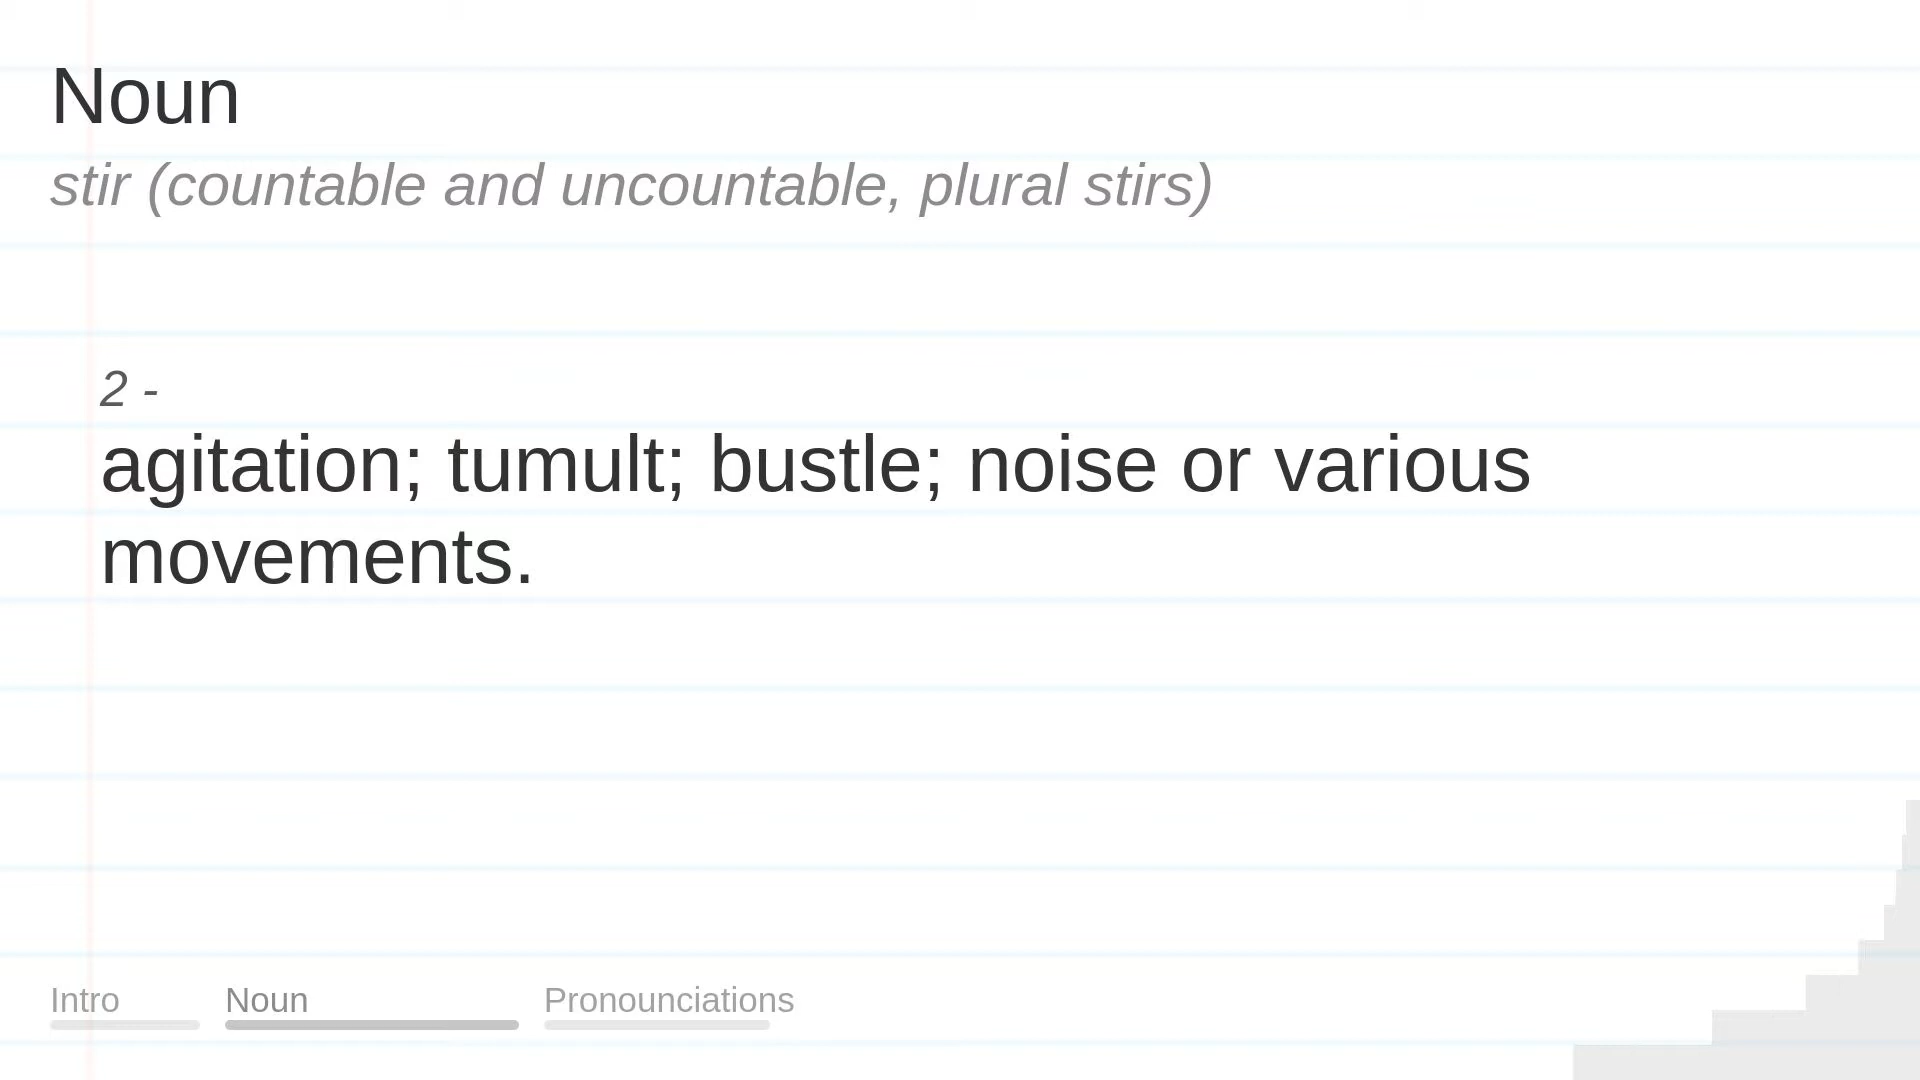 Noun
stir (countable and uncountable, plural stirs)
2 -
agitation; tumult; bustle; noise or various
movements.
Intro
Noun
Pronounciations